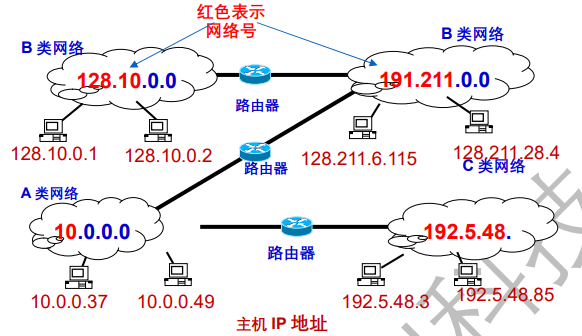 红色表示
网络号
B 类网络
B 类网络
128.10.0.0
191.211.0.0
路由器
128.10.0.1
128.10.0.2
路由器
128.211.6.115
128.211.28.4
C 类网络
A 类网络
10.0.0.0
192.5.48.
路由器
10.0.0.37
10.0.0.49
192.5.48.3
192.5.48.85
主机 IP 地址
科技